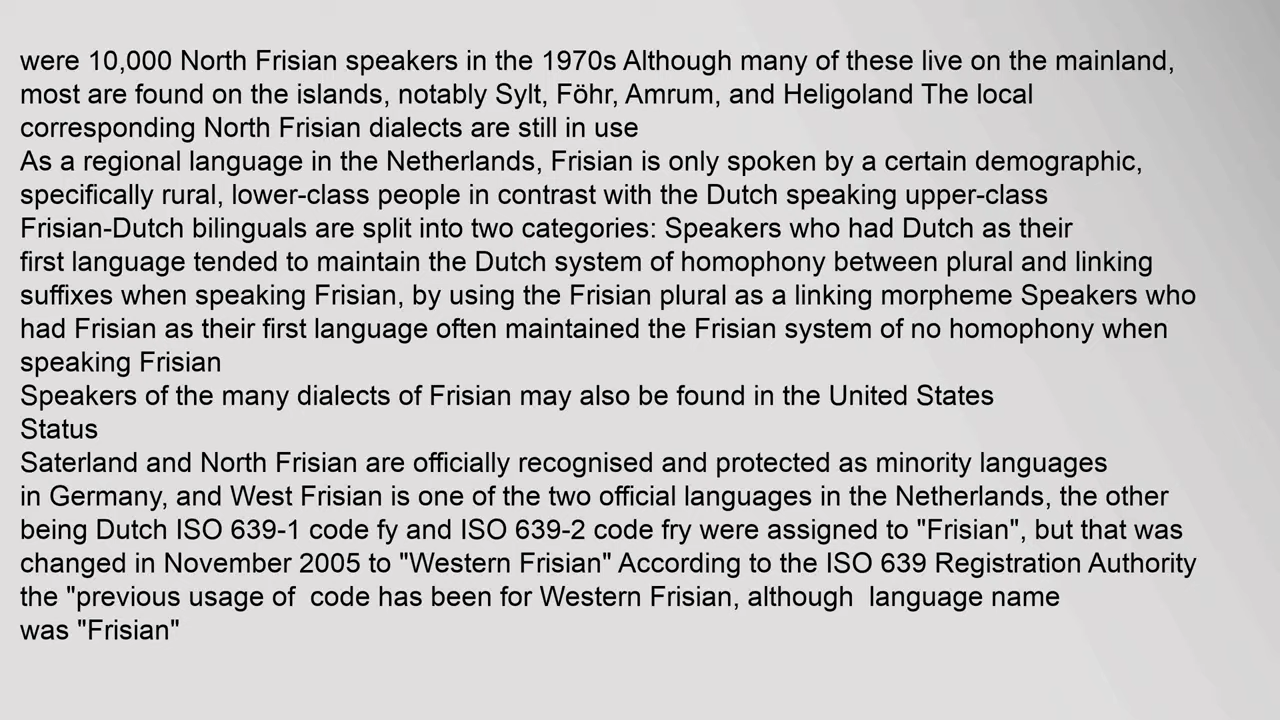 were 10,000 North Frisian speakers in the 1970s Although many of these live on the mainland,
most are found on the islands, notably Sylt, Föhr, Amrum, and Heligoland The local
corresponding North Frisian dialects are still in use
As a regional language in the Netherlands, Frisian is only spoken by a certain demographic,
specifically rural, lower-class people in contrast with the Dutch speaking upper-class
Frisian-Dutch bilinguals are split into two categories: Speakers who had Dutch as their
first language tended to maintain the Dutch system of homophony between plural and linking
suffixes when speaking Frisian, by using the Frisian plural as a linking morpheme Speakers who
had Frisian as their first language often maintained the Frisian system of no homophony when
speaking Frisian
Speakers of the many dialects of Frisian may also be found in the United States
Status
Saterland and North Frisian are officially recognised and protected as minority languages
in Germany, and West Frisian is one of the two official languages in the Netherlands, the other
being Dutch ISO 639-1 code fy and ISO 639-2 code fry were assigned to "Frisian", but that was
changed in November 2005 to "Western Frisian" According to the ISO 639 Registration Authority
the "previous usage of  code has been for Western Frisian, although  language name
was "Frisian"